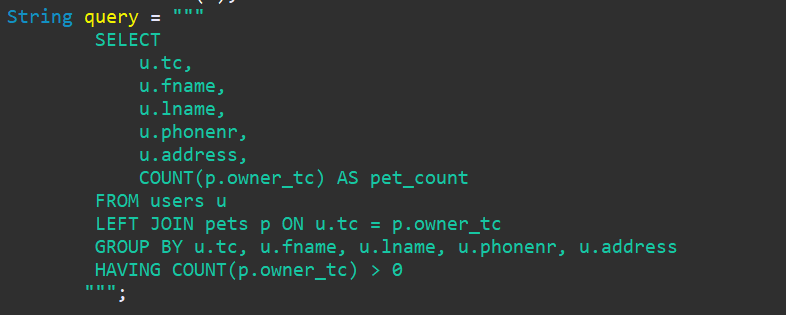 String query = """
SELECT
u.tc,
u.fname,
u.lname,
u.phonenr,
u.address,
COUNT(p.owner_tc) AS pet_count
FROM users u
LEFT JOIN pets p ON u.tc = p.owner_tc
GROUP BY u.tc, u.fname, u.lname, u.phonenr, u.address
HAVING COUNT(p.owner_tc) > 0
""";